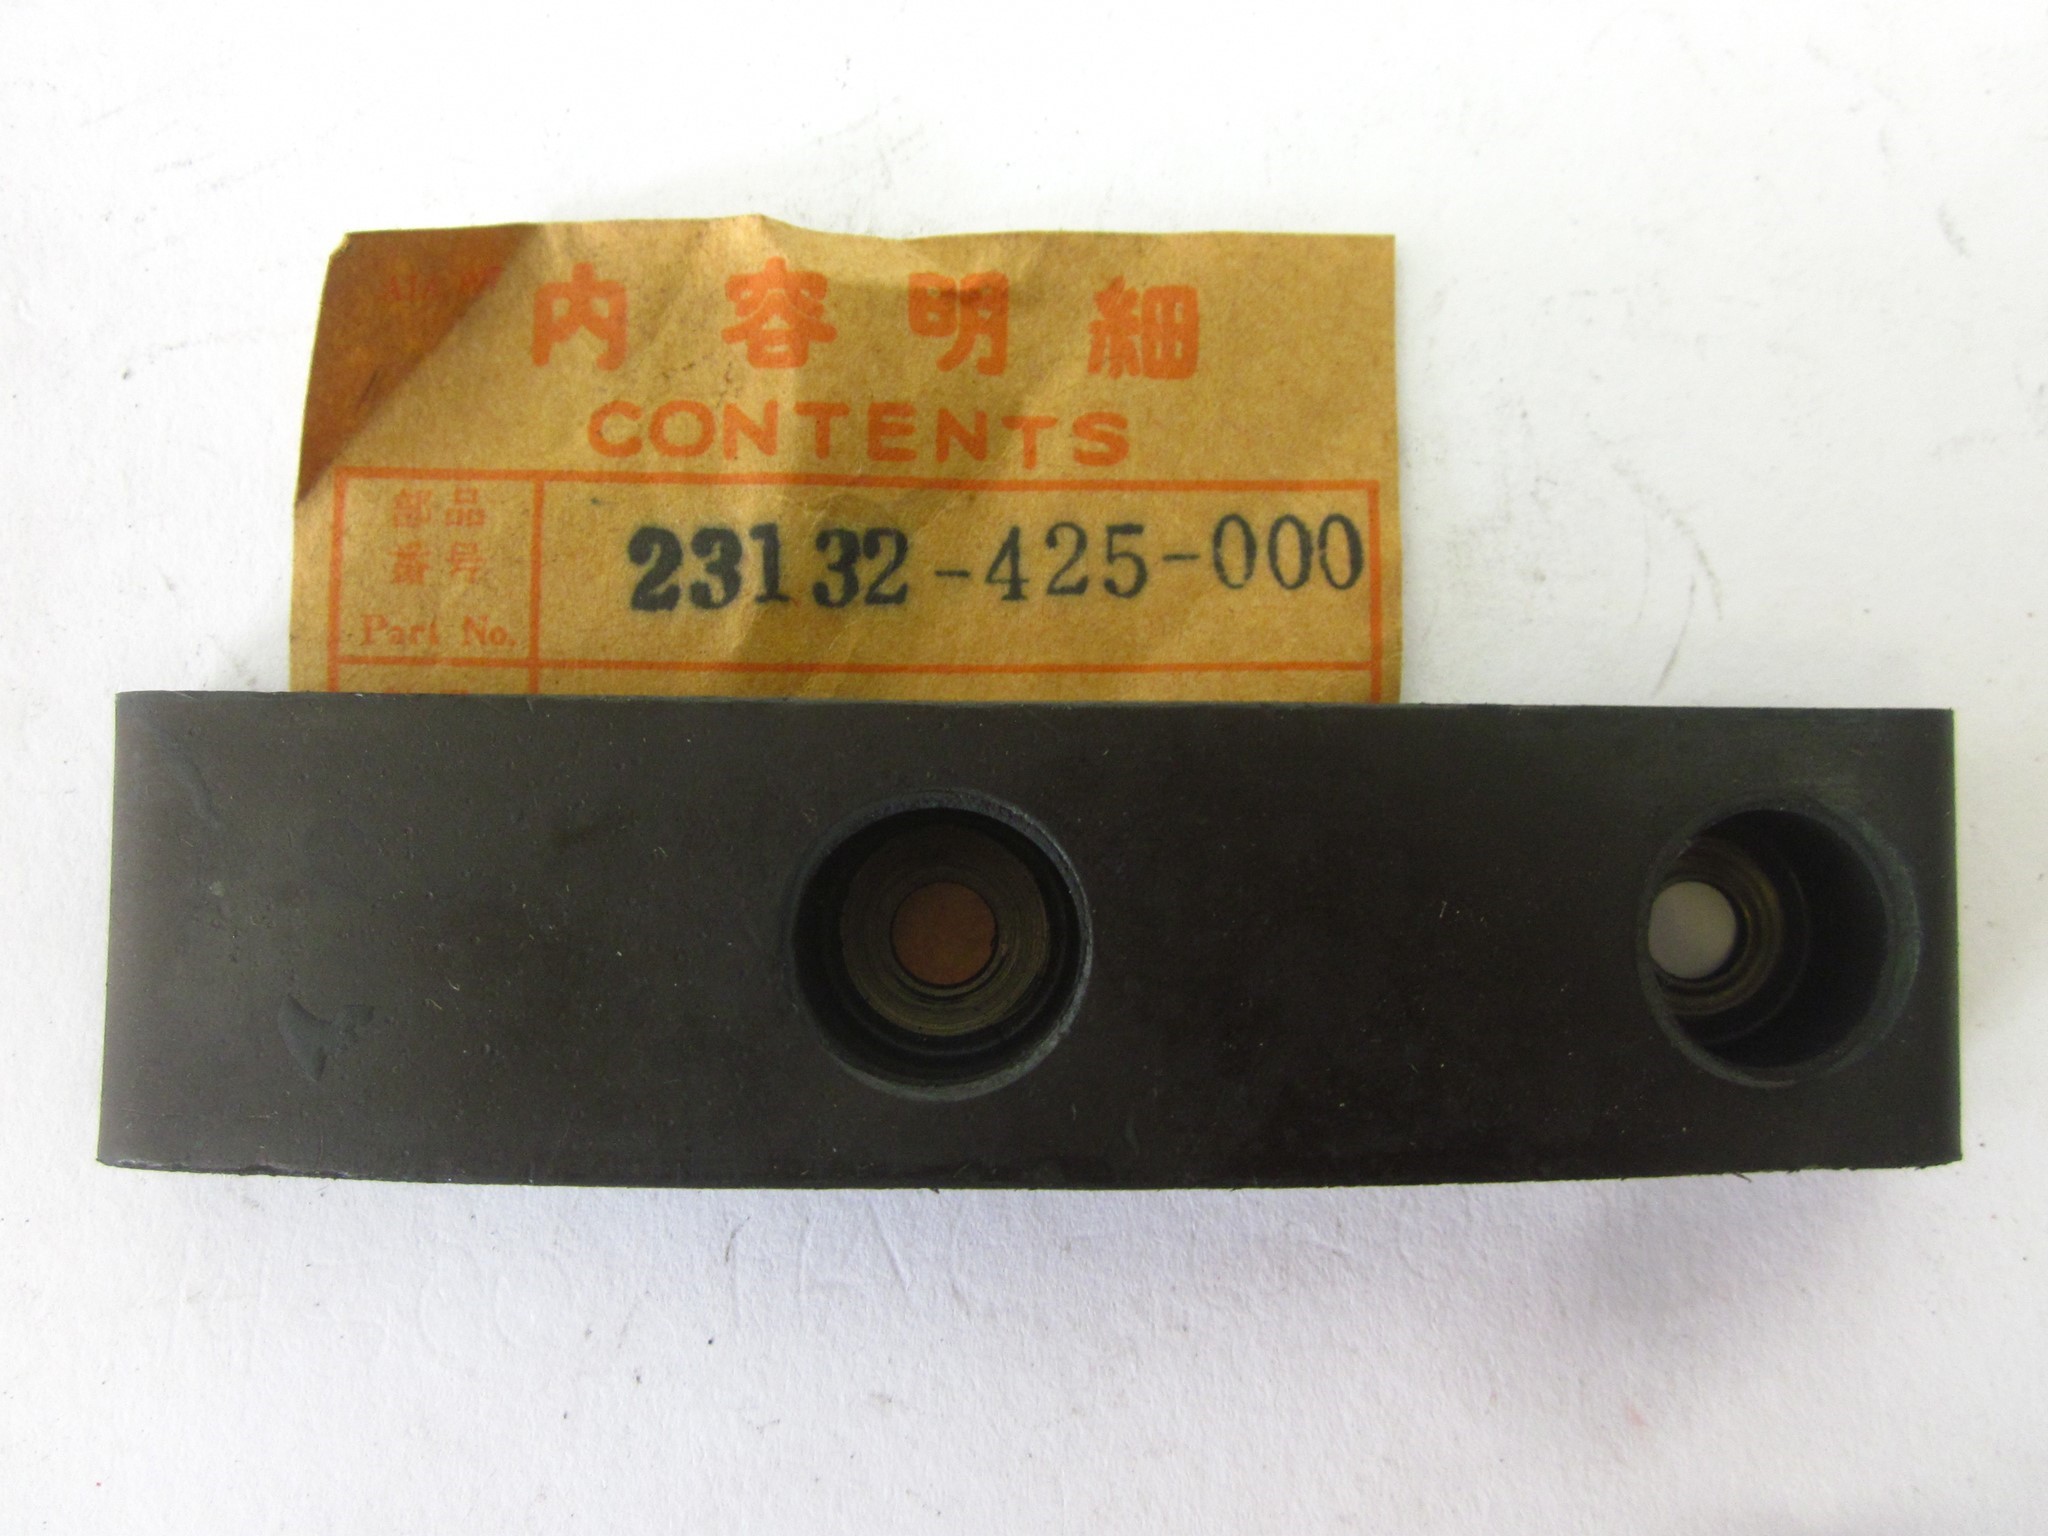 内容明細
CONTENTS
部品
番号
Part No.
23132-425-000